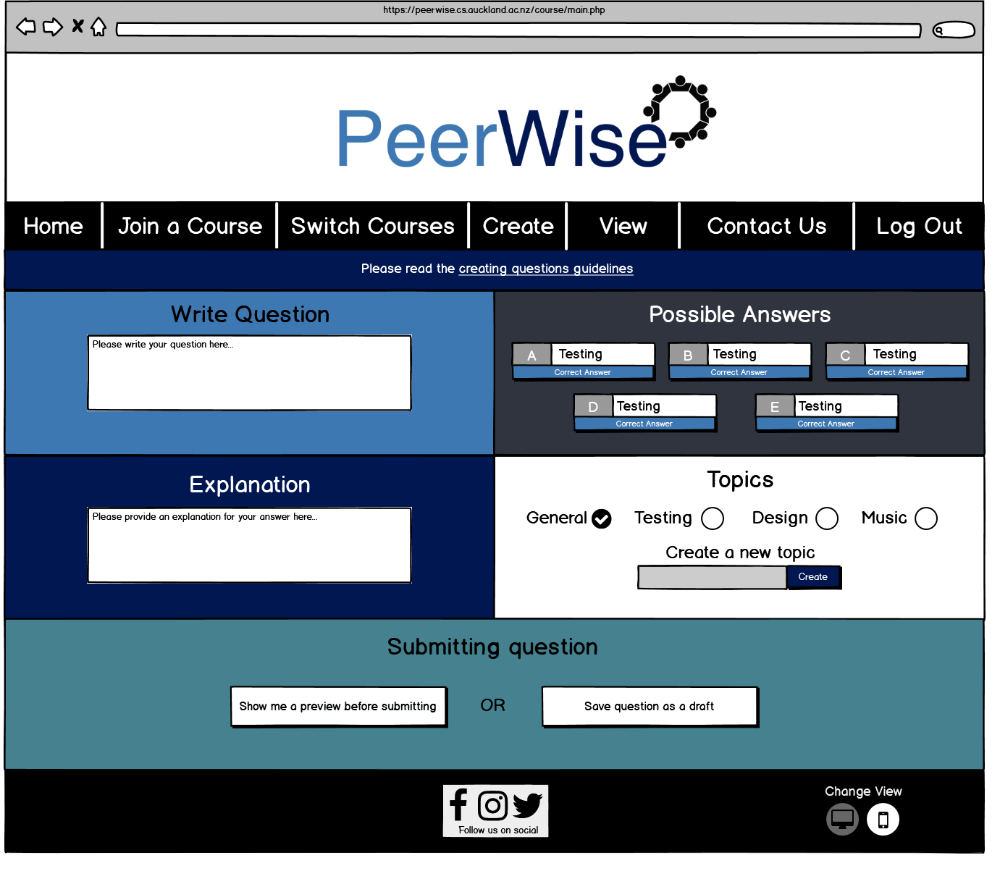 https://peerwise.cs.auckland.ac.nz/course/main.php
PeerWise
Home Join a Course Switch Courses Create View Contact Us Log Out
Please read the creating questions guidelines
Write Question
Please write your question here...
Possible Answers
A Testing B Testing C Testing
Correct Answer Correct Answer Correct Answer
D Testing E Testing
Correct Answer Correct Answer
Explanation
Please provide an explanation for your answer here...
Topics
General Testing Design Music
Create a new topic
Create
Submitting question
Show me a preview before submitting OR Save question as a draft
Follow us on social
Change View